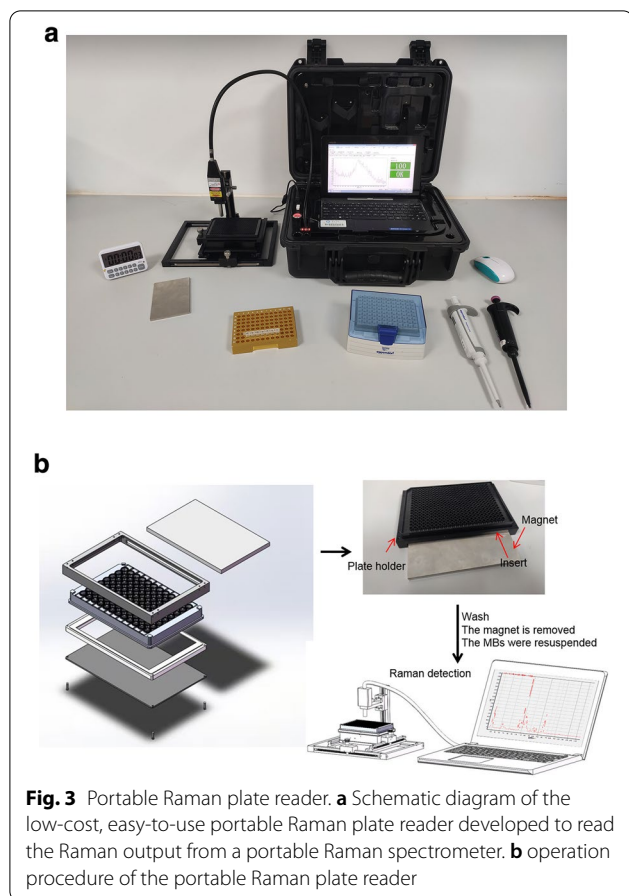 a
100
OK
b
Magnet
Plate holder
Insert
Wash
The magnet is removed
The MBs were resuspended
Raman detection
Fig. 3 Portable Raman plate reader. a Schematic diagram of the
low-cost, easy-to-use portable Raman plate reader developed to read
the Raman output from a portable Raman spectrometer. b operation
procedure of the portable Raman plate reader